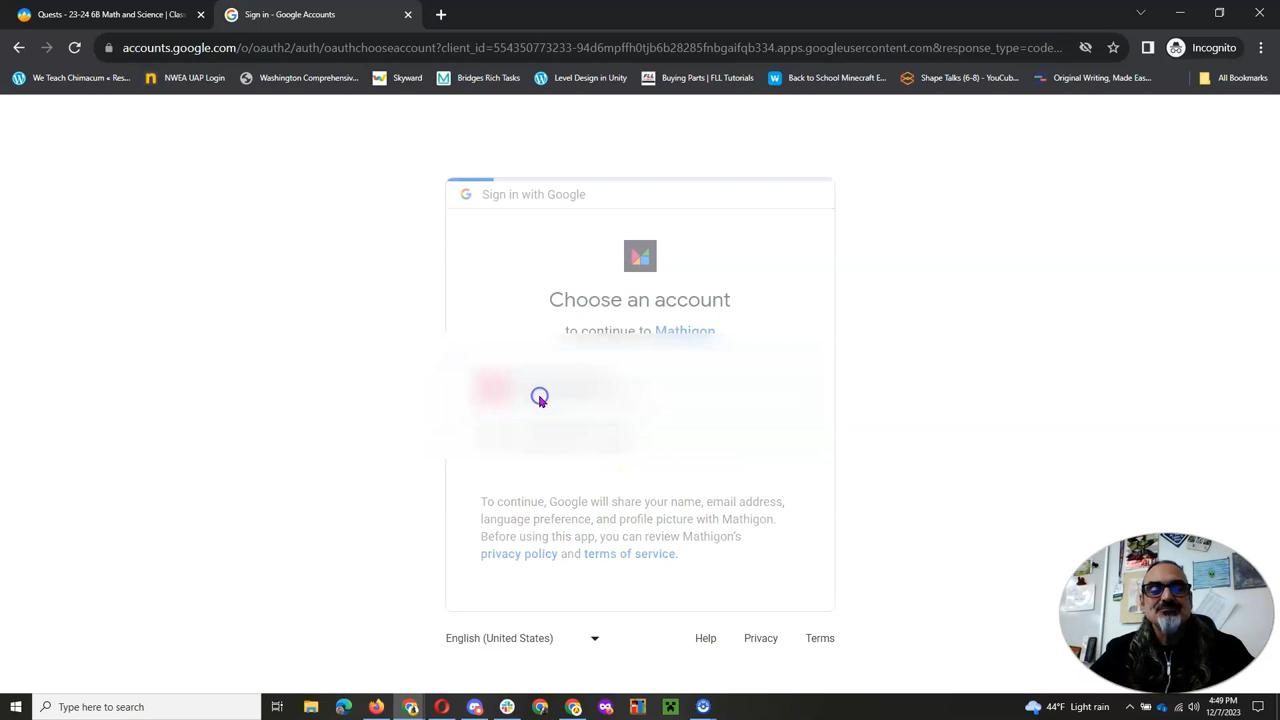 Quests - 23-24 6B Math and Science | Clas
Sign in - Google Accounts
accounts.google.com/o/oauth2/auth/oauthchooseaccount?client_id=554350773233-94d6mpffh0tjb6b28285fnbgaifqb334.apps.googleusercontent.com&response_type=code...
Incognito
We Teach Chimacum < Res...
NWEA UAP Login
Washington Comprehensiv...
Skyward
Bridges Rich Tasks
Level Design in Unity
Buying Parts | FLL Tutorials
Back to School Minecraft E...
Shape Talks (6-8) - YouCub...
Original Writing, Made Eas...
All Bookmarks
Sign in with Google
Choose an account
to continue to Mathigon
To continue, Google will share your name, email address,
language preference, and profile picture with Mathigon.
Before using this app, you can review Mathigon's
privacy policy and terms of service.
English (United States)
Help
Privacy
Terms
Type here to search
44°F Light rain
4:49 PM
12/7/2023